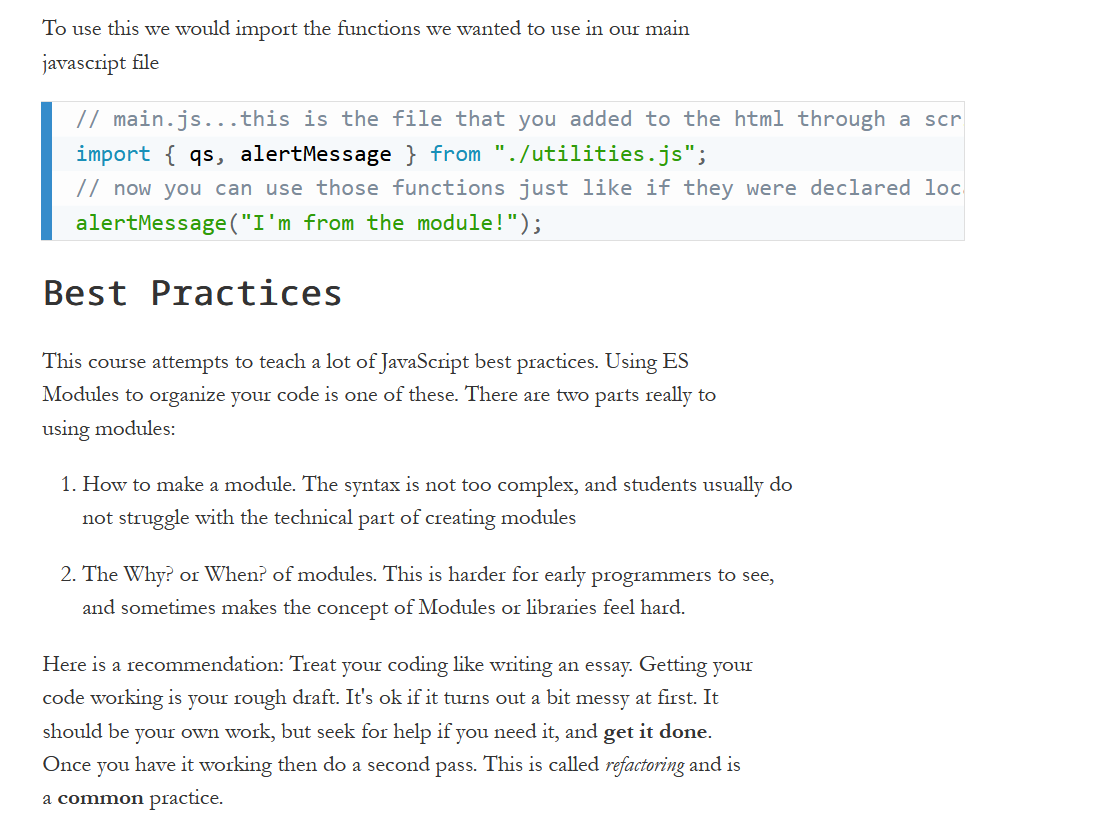 To use this we would import the functions we wanted to use in our main
javascript file
// main.js...this is the file that you added to the html through a scr
import { qs, alertMessage } from "./utilities.js";
// now you can use those functions just like if they were declared loc
alertMessage("I'm from the module!");
Best Practices
This course attempts to teach a lot of JavaScript best practices. Using ES
Modules to organize your code is one of these. There are two parts really to
using modules:
1. How to make a module. The syntax is not too complex, and students usually do
not struggle with the technical part of creating modules
2. The Why? or When? of modules. This is harder for early programmers to see,
and sometimes makes the concept of Modules or libraries feel hard.
Here is a recommendation: Treat your coding like writing an essay. Getting your
code working is your rough draft. It's ok if it turns out a bit messy at first. It
should be your own work, but seek for help if you need it, and get it done.
Once you have it working then do a second pass. This is called refactoring and is
a common practice.